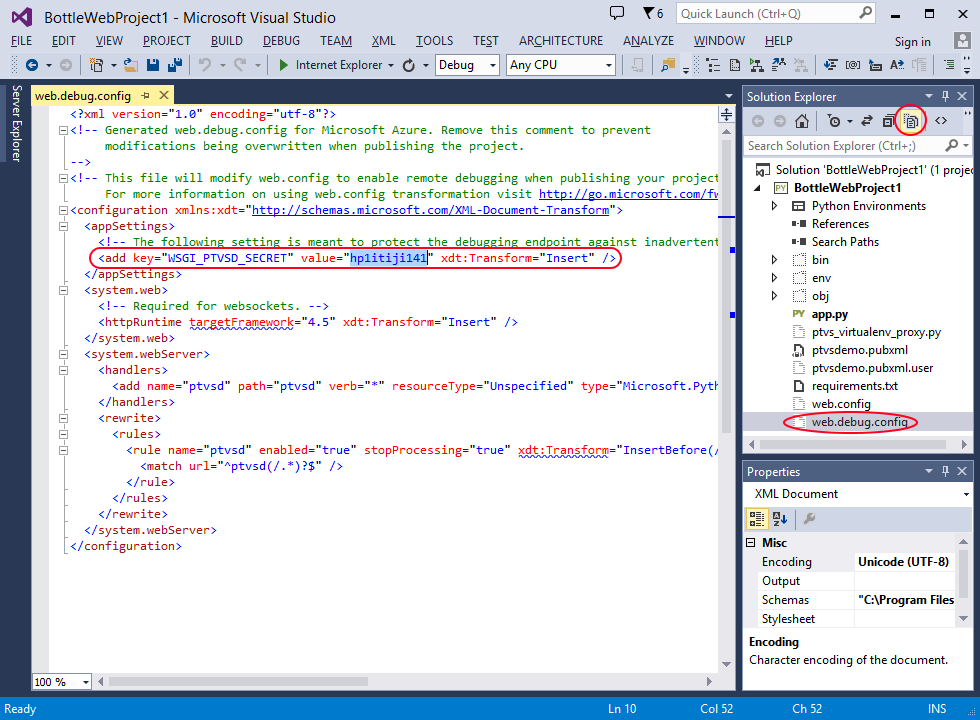 BottleWebProject1 - Microsoft Visual Studio
6
Quick Launch (Ctrl+Q)
FILE EDIT VIEW PROJECT BUILD DEBUG TEAM XML TOOLS TEST ARCHITECTURE ANALYZE WINDOW HELP
Sign in
Internet Explorer Debug Any CPU
Server Explorer
web.debug.config
<?xml version="1.0" encoding="utf-8"?>
<!-- Generated web.debug.config for Microsoft Azure. Remove this comment to prevent
modifications being overwritten when publishing the project.
-->
<!-- This file will modify web.config to enable remote debugging when publishing your project
For more information on using web.config transformation visit http://go.microsoft.com/fw
<configuration xmlns:xdt="http://schemas.microsoft.com/XML-Document-Transform">
<appSettings>
<!-- The following setting is meant to protect the debugging endpoint against inadvertent
<add key="WSGI_PTVSD_SECRET" value="hp1itiji141" xdt:Transform="Insert" />
</appSettings>
<system.web>
<!-- Required for websockets. -->
<httpRuntime targetFramework="4.5" xdt:Transform="Insert" />
</system.web>
<system.webServer>
<handlers>
<add name="ptvsd" path="ptvsd" verb="*" resourceType="Unspecified" type="Microsoft.Pyth
</handlers>
<rewrite>
<rules>
<rule name="ptvsd" enabled="true" stopProcessing="true" xdt:Transform="InsertBefore(/
<match url="^ptvsd(/.*)?$" />
</rule>
</rules>
</rewrite>
</system.webServer>
</configuration>
100 %
Solution Explorer
Search Solution Explorer (Ctrl+;)
Solution 'BottleWebProject1' (1 projec
BottleWebProject1
Python Environments
References
Search Paths
bin
env
obj
app.py
ptvs_virtualenv_proxy.py
ptvsdemo.pubxml
ptvsdemo.pubxml.user
requirements.txt
web.config
web.debug.config
Properties
XML Document
Misc
Encoding Unicode (UTF-8)
Output
Schemas "C:\Program Files
Stylesheet
Encoding
Character encoding of the document.
Ready Ln 10 Col 52 Ch 52 INS